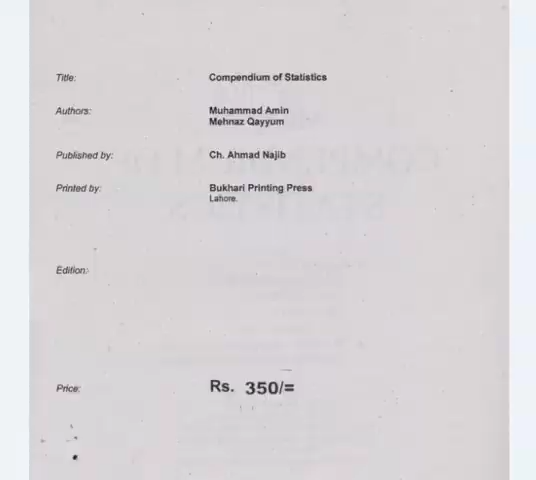 Title: Compendium of Statistics
Authors: Muhammad Amin
Mehnaz Qayyum
Published by: Ch. Ahmad Najib
Printed by: Bukhari Printing Press
Lahore.
Edition:
Price: Rs. 350/=